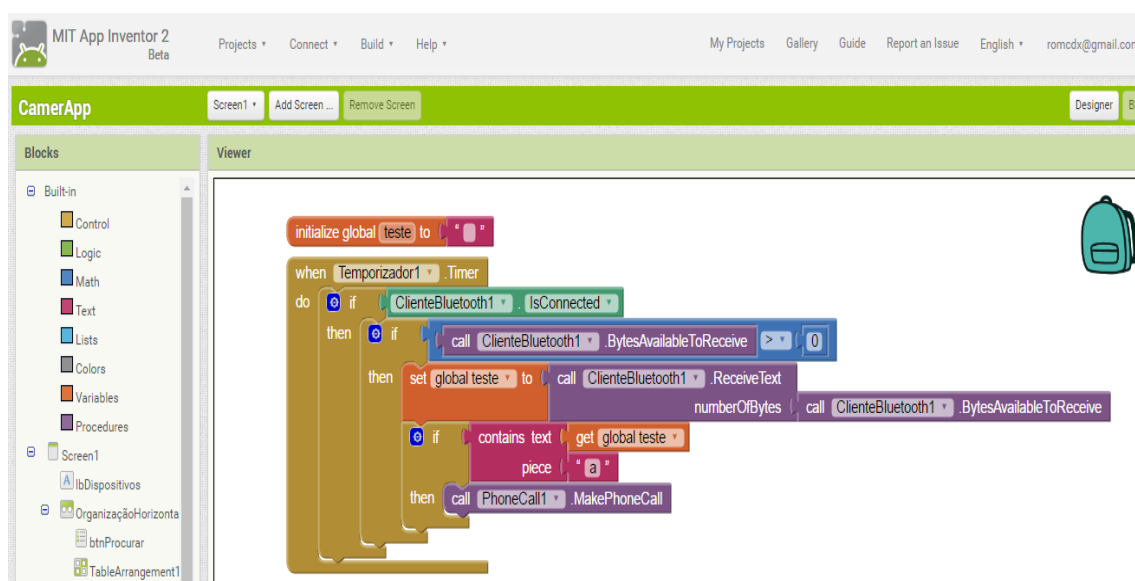 MIT App Inventor 2
Beta
Projects Connect Build Help
My Projects Gallery Guide Report an Issue English romcdx@gmail.com
CamerApp Screen1 Add Screen ... Remove Screen Designer B
Blocks Viewer
Built-in
Control
Logic
Math
Text
Lists
Colors
Variables
Procedures
Screen1
lbDispositivos
OrganizaçãoHorizonta
btnProcurar
TableArrangement1
initialize global teste to " "
when Temporizador1 .Timer
do if ClienteBluetooth1 . IsConnected
then if call ClienteBluetooth1 .BytesAvailableToReceive > 0
then set global teste to call ClienteBluetooth1 .ReceiveText
numberOfBytes call ClienteBluetooth1 .BytesAvailableToReceive
if contains text get global teste
piece " a "
then call PhoneCall1 .MakePhoneCall